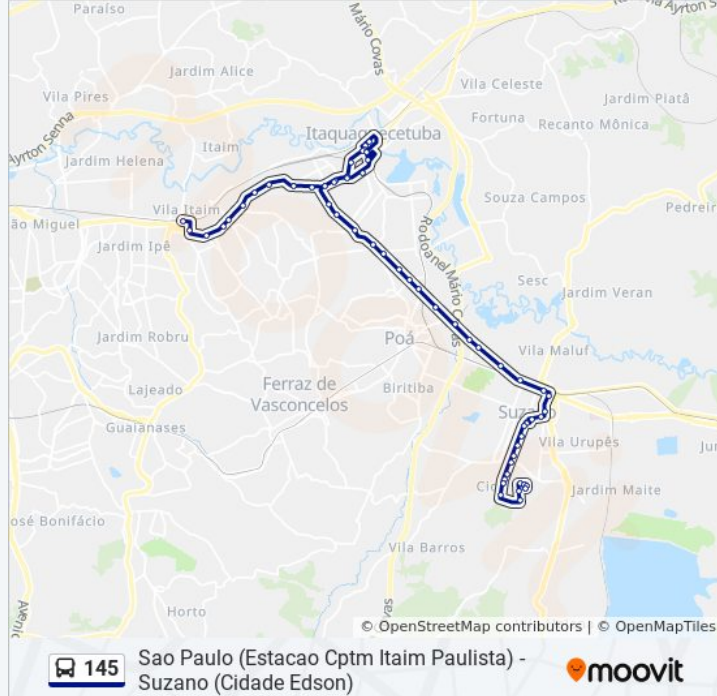 Paraíso
Ayrton Se
Mário Covas
Jardim Alice
Vila Celeste
Jardim Piatã
Vila Pires
Fortuna
Recanto Mônica
Ayrton Senna
Itaim
Itaquaquecetuba
Jardim Helena
Souza Campos
Vila Itaim
Pedreir
ão Miguel
Jardim Ipê
Rodoanel Mário Covas
Sesc
Jardim Veran
Jardim Robru
Poá
Vila Maluf
Ferraz de
Vasconcelos
Biritiba
Lajeado
Suzano
Guaianases
Vila Urupês
Ju
Jardim Maite
José Bonifácio
Vila Barros
Horto
© OpenStreetMap contributors | © OpenMapTiles
145
Sao Paulo (Estacao Cptm Itaim Paulista) -
Suzano (Cidade Edson)
moovit